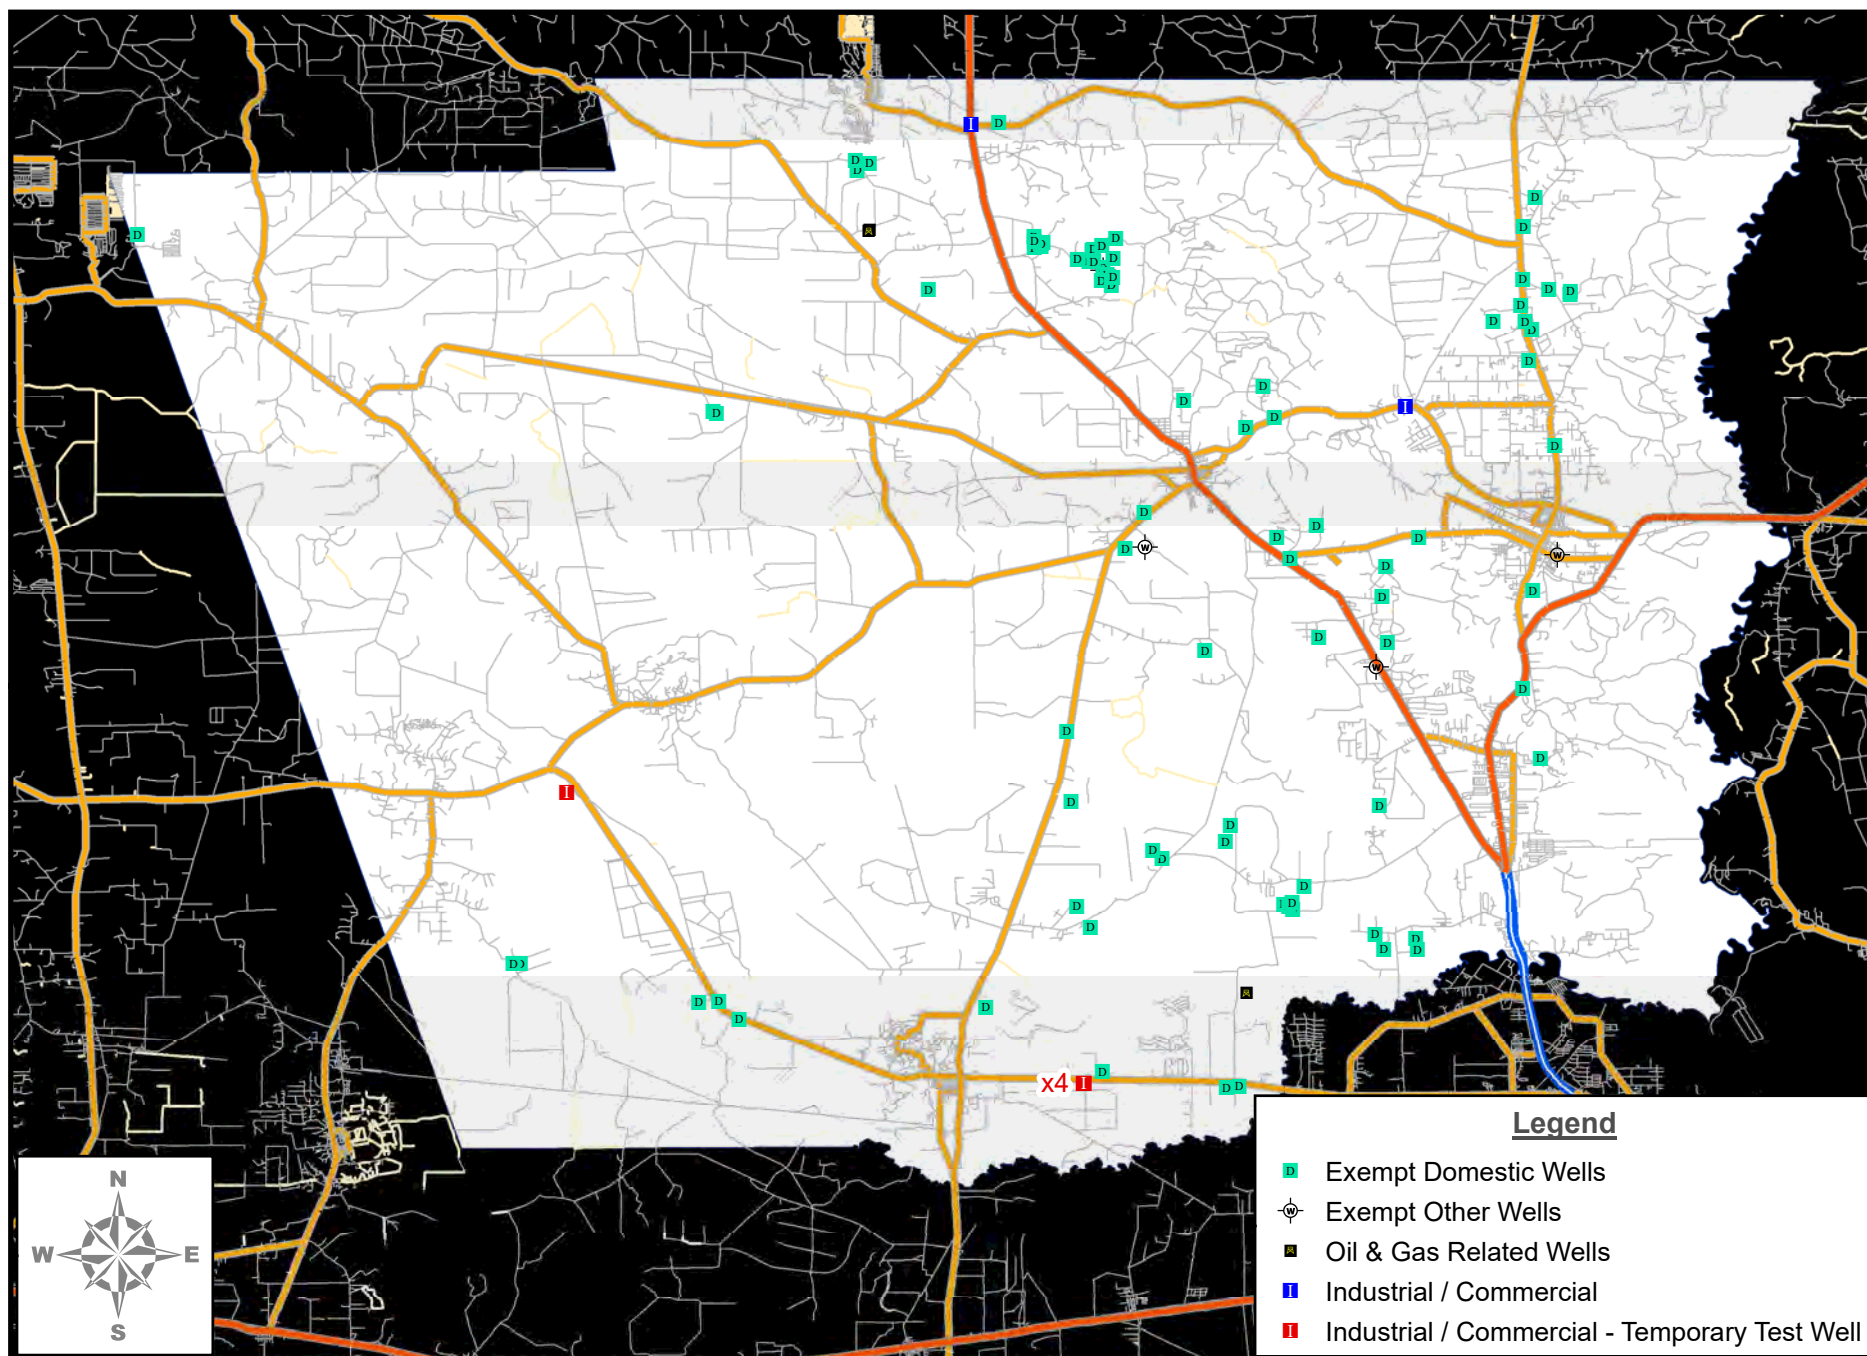 x4
N
W E
S
Legend
D Exempt Domestic Wells
W Exempt Other Wells
Oil & Gas Related Wells
I Industrial / Commercial
I Industrial / Commercial - Temporary Test Well